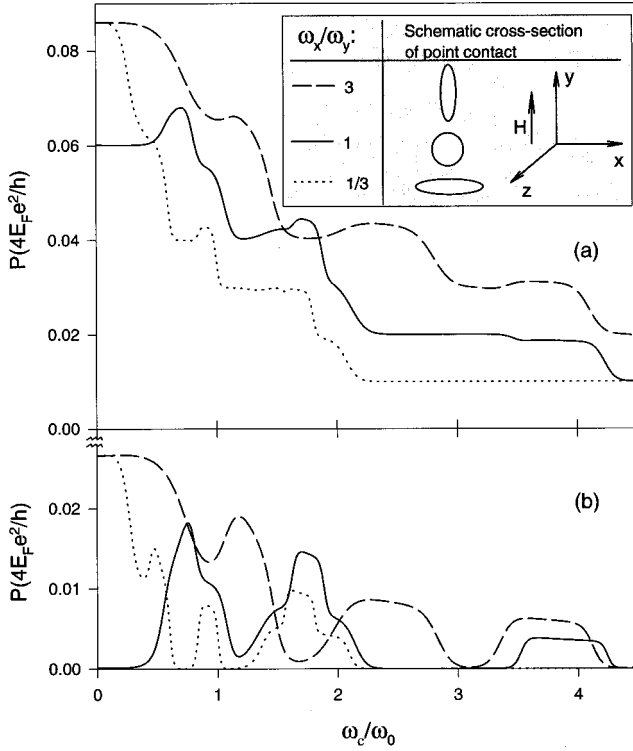 0.08
0.06
0.04
0.02
0.00
P(4E_Fe²/h)
ω_x/ω_y:
Schematic cross-section
of point contact
3
1
1/3
H
y
x
z
(a)
0.02
0.01
0.00
P(4E_Fe²/h)
(b)
0
1
2
3
4
ω_c/ω_0